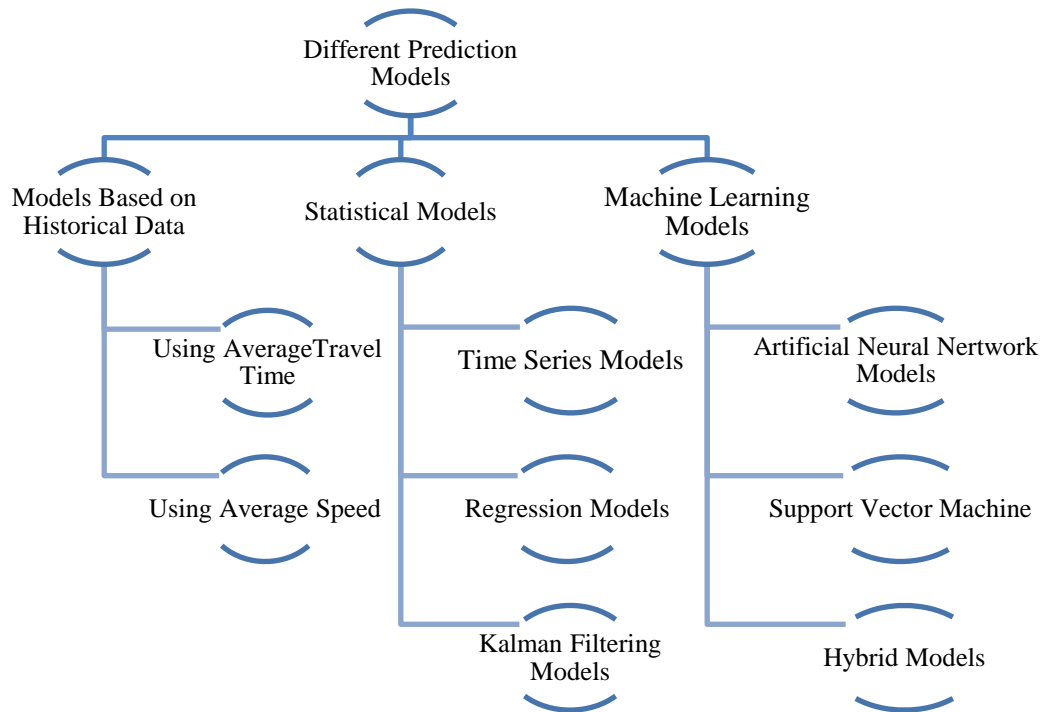 Different Prediction
Models
Models Based on
Historical Data
Statistical Models
Machine Learning
Models
Using AverageTravel
Time
Time Series Models
Artificial Neural Nertwork
Models
Using Average Speed
Regression Models
Support Vector Machine
Kalman Filtering
Models
Hybrid Models